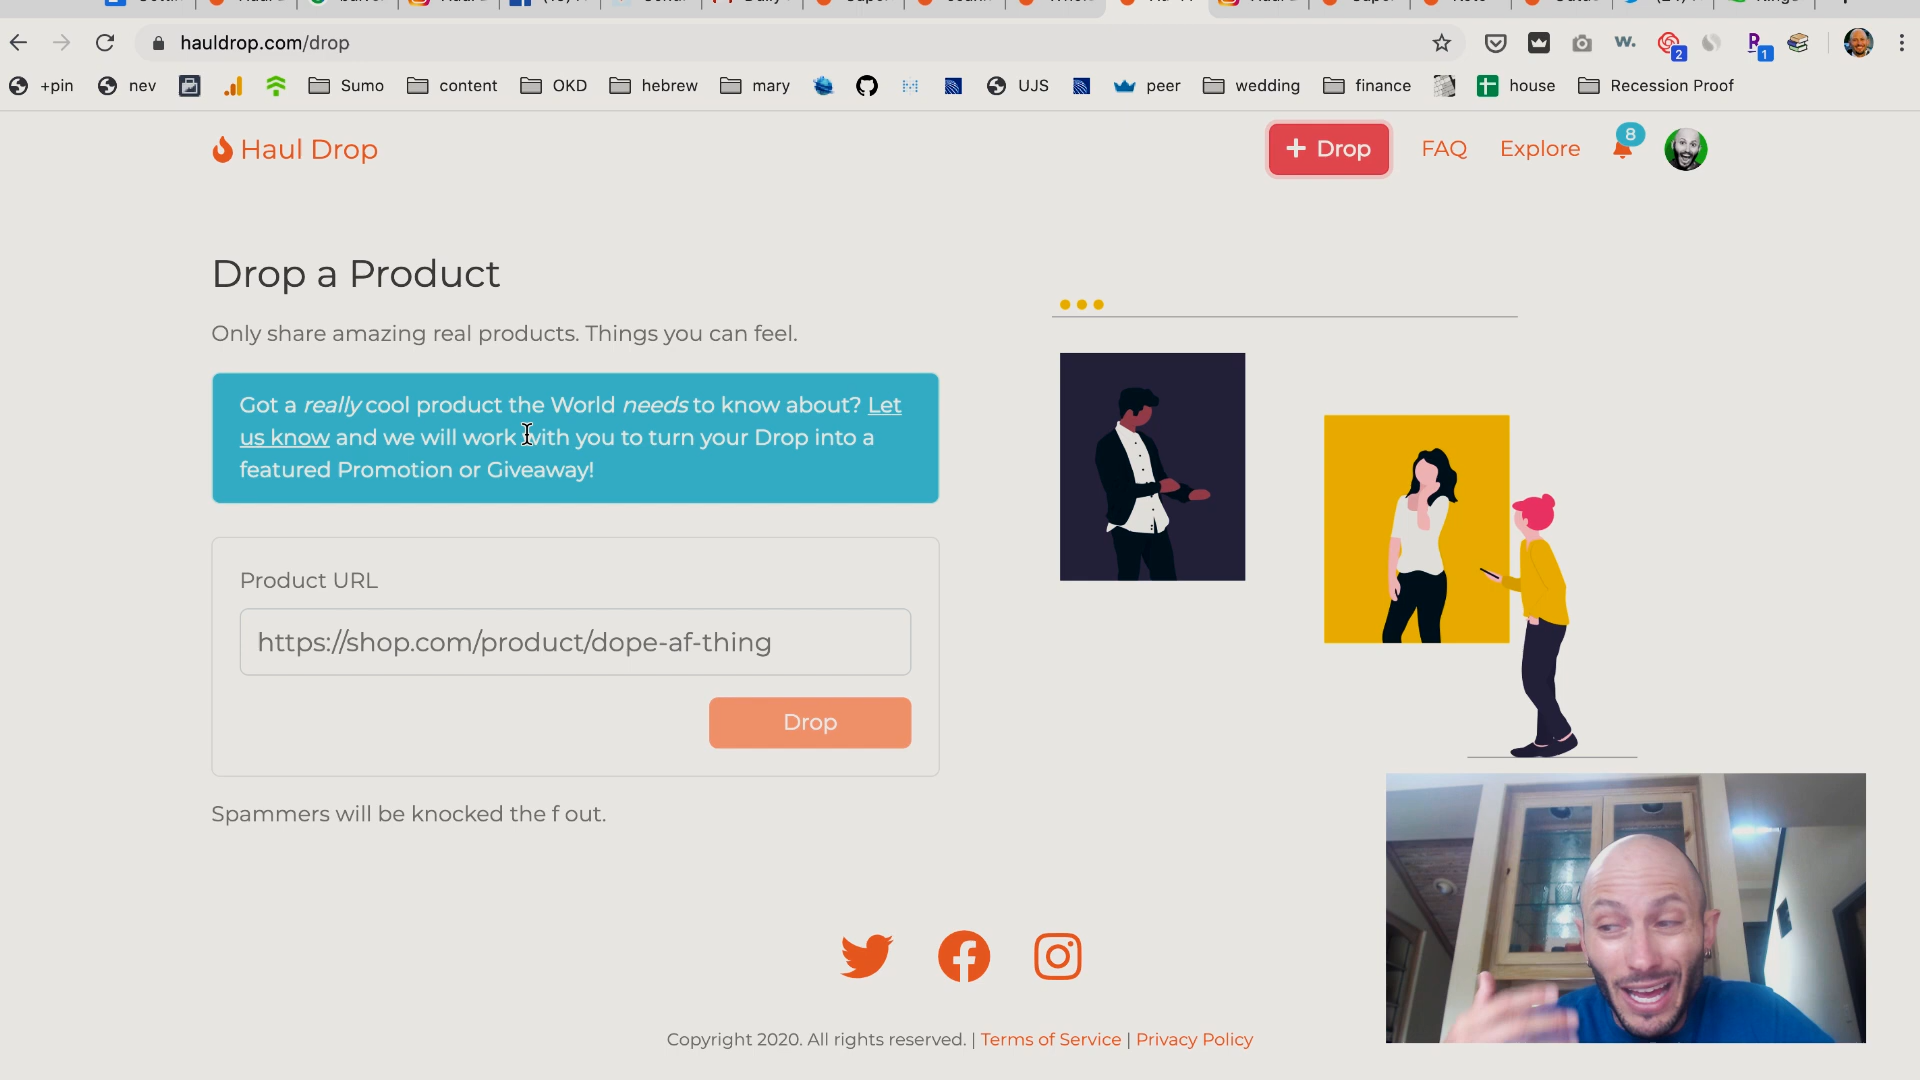 hauldrop.com/drop
2
1
+pin
nev
Sumo
content
OKD
hebrew
mary
UJS
peer
wedding
finance
house
Recession Proof
Haul Drop
+ Drop
FAQ
Explore
8
Drop a Product
Only share amazing real products. Things you can feel.
Got a really cool product the World needs to know about? Let
us know and we will work with you to turn your Drop into a
featured Promotion or Giveaway!
Product URL
https://shop.com/product/dope-af-thing
Drop
Spammers will be knocked the f out.
Copyright 2020. All rights reserved. | Terms of Service | Privacy Policy